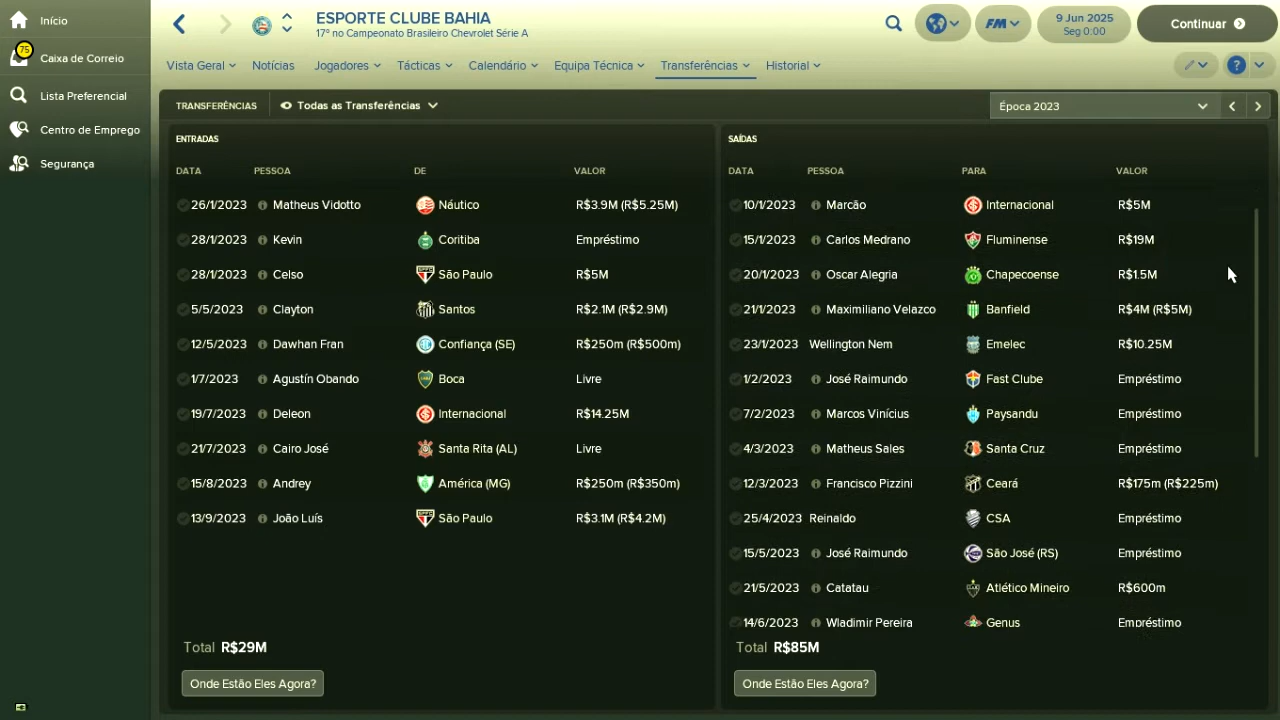 Início
75
Caixa de Correio
Lista Preferencial
Centro de Emprego
Segurança
ESPORTE CLUBE BAHIA
17º no Campeonato Brasileiro Chevrolet Série A
FM
9 Jun 2025
Seg 0:00
Continuar
Vista Geral
Notícias
Jogadores
Tácticas
Calendário
Equipa Técnica
Transferências
Historial
?
TRANSFERÊNCIAS
Todas as Transferências
Época 2023
ENTRADAS
DATA PESSOA DE VALOR
26/1/2023 Matheus Vidotto Náutico R$3.9M (R$5.25M)
28/1/2023 Kevin Coritiba Empréstimo
28/1/2023 Celso São Paulo R$5M
5/5/2023 Clayton Santos R$2.1M (R$2.9M)
12/5/2023 Dawhan Fran Confiança (SE) R$250m (R$500m)
1/7/2023 Agustín Obando Boca Livre
19/7/2023 Deleon Internacional R$14.25M
21/7/2023 Cairo José Santa Rita (AL) Livre
15/8/2023 Andrey América (MG) R$250m (R$350m)
13/9/2023 João Luís São Paulo R$3.1M (R$4.2M)
Total R$29M
Onde Estão Eles Agora?
SAÍDAS
DATA PESSOA PARA VALOR
10/1/2023 Marcão Internacional R$5M
15/1/2023 Carlos Medrano Fluminense R$19M
20/1/2023 Oscar Alegria Chapecoense R$1.5M
21/1/2023 Maximiliano Velazco Banfield R$4M (R$5M)
23/1/2023 Wellington Nem Emelec R$10.25M
1/2/2023 José Raimundo Fast Clube Empréstimo
7/2/2023 Marcos Vinícius Paysandu Empréstimo
4/3/2023 Matheus Sales Santa Cruz Empréstimo
12/3/2023 Francisco Pizzini Ceará R$175m (R$225m)
25/4/2023 Reinaldo CSA Empréstimo
15/5/2023 José Raimundo São José (RS) Empréstimo
21/5/2023 Catatau Atlético Mineiro R$600m
14/6/2023 Wladimir Pereira Genus Empréstimo
Total R$85M
Onde Estão Eles Agora?